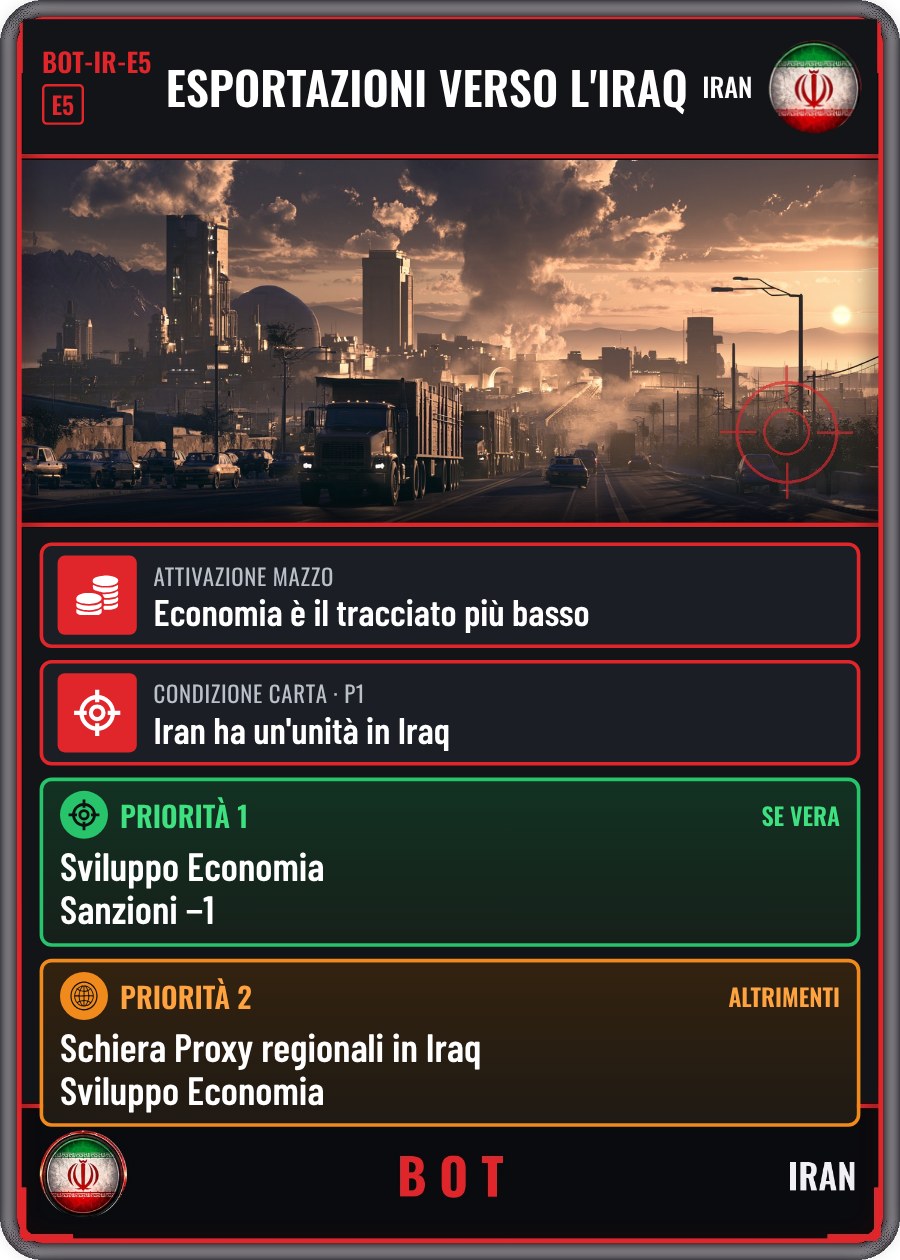 BOT-IR-E5
E5
ESPORTAZIONI VERSO L'IRAQ
IRAN
ATTIVAZIONE MAZZO
Economia è il tracciato più basso
CONDIZIONE CARTA · P1
Iran ha un'unità in Iraq
PRIORITÀ 1
SE VERA
Sviluppo Economia
Sanzioni −1
PRIORITÀ 2
ALTRIMENTI
Schiera Proxy regionali in Iraq
Sviluppo Economia
BOT
IRAN